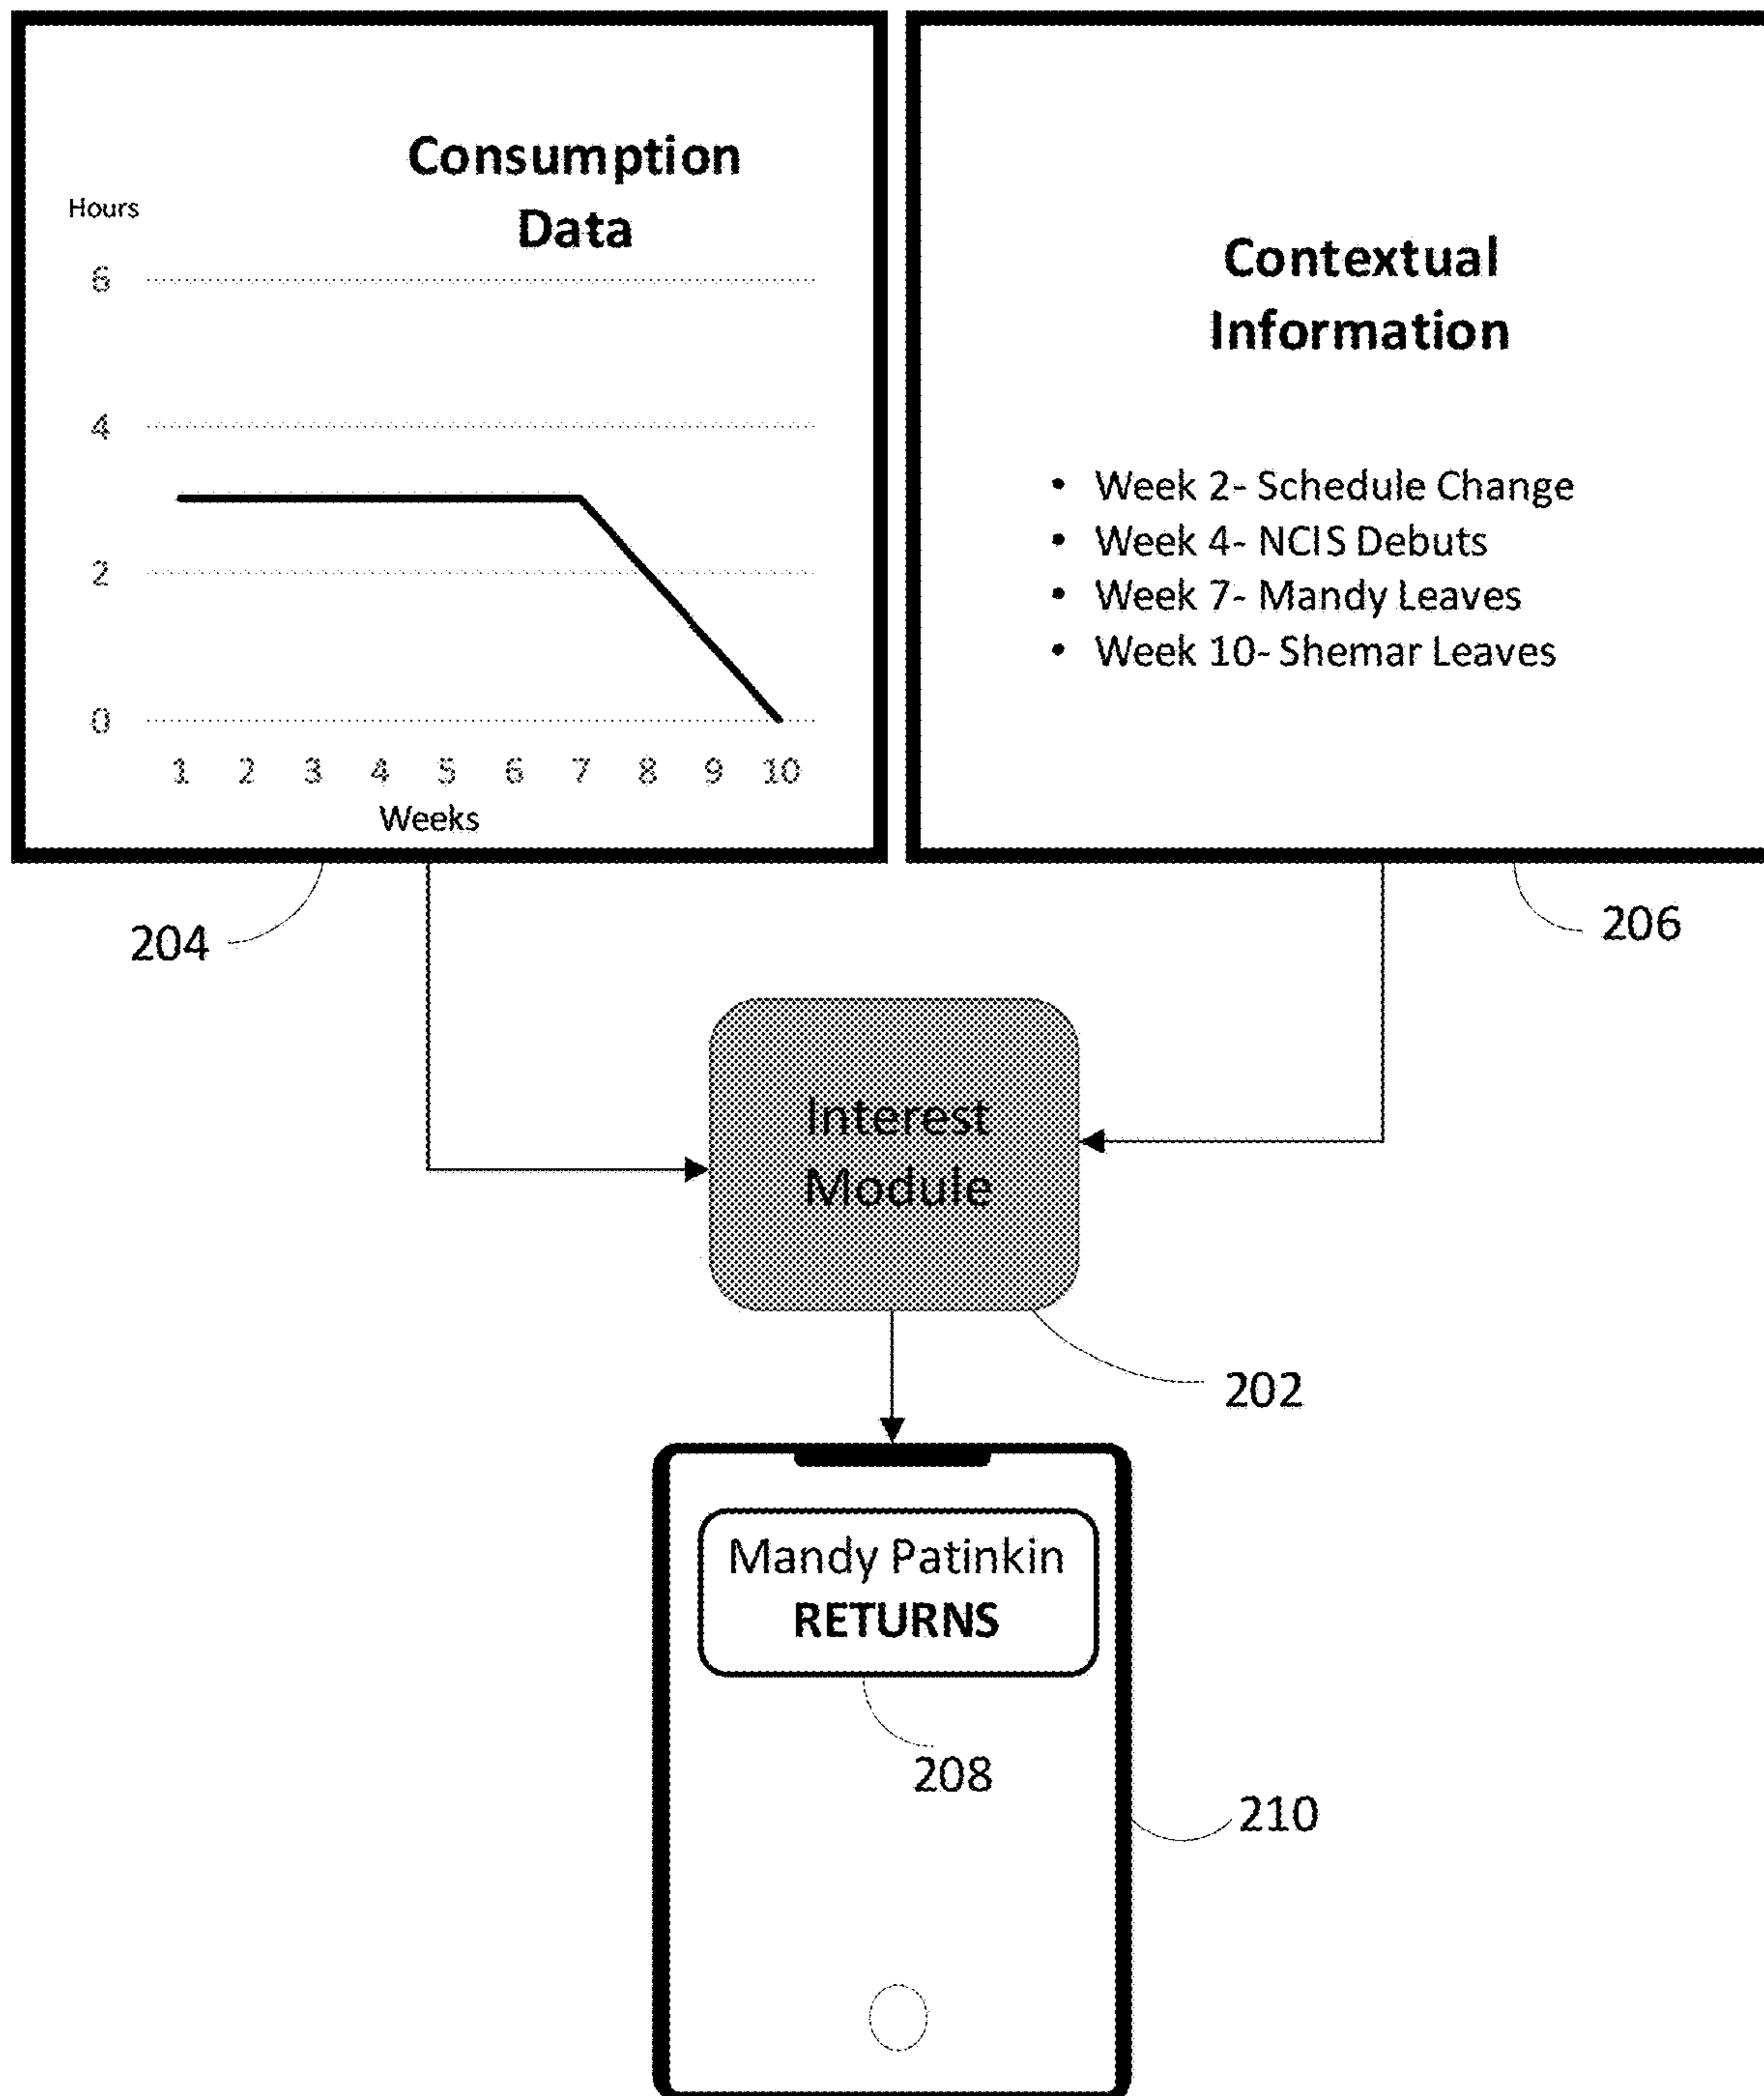 Consumption
Data
Hours
6
4
2
0
1 2 3 4 5 6 7 8 9 10
Weeks
Contextual
Information
• Week 2- Schedule Change
• Week 4- NCIS Debuts
• Week 7- Mandy Leaves
• Week 10- Shemar Leaves
204
206
Interest
Module
202
Mandy Patinkin
RETURNS
208
210